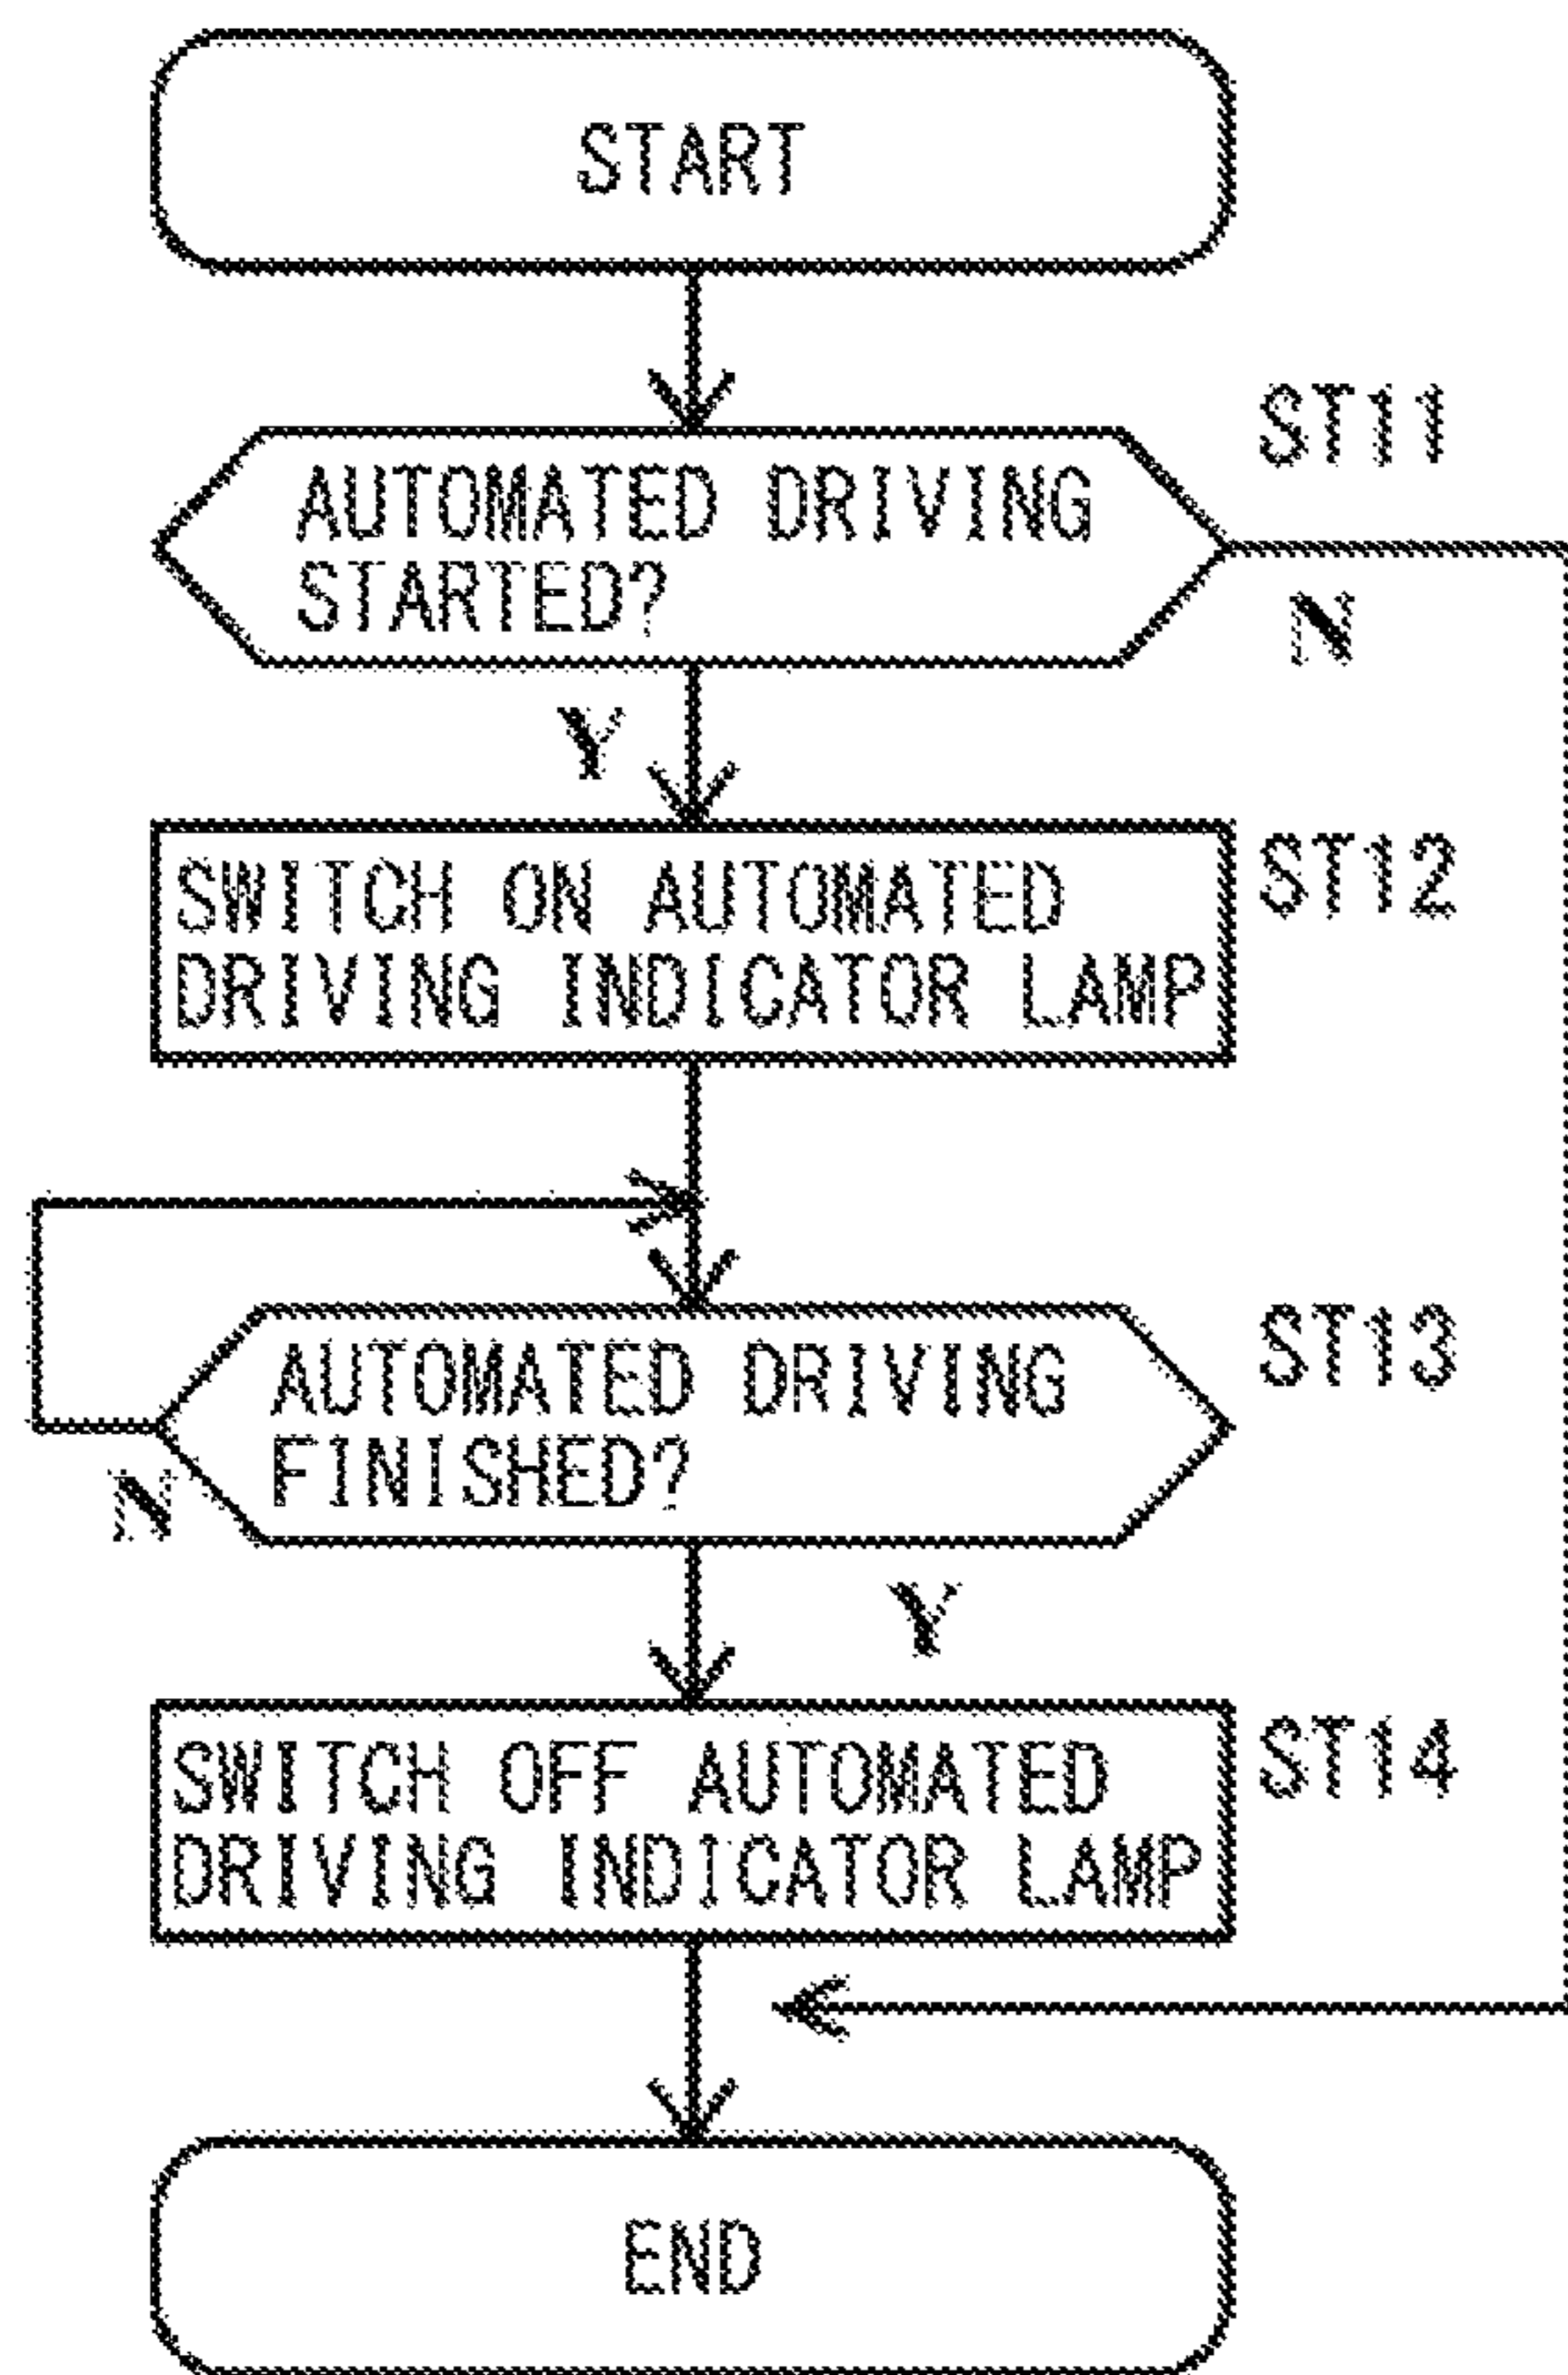 START
ST11
AUTOMATED DRIVING
STARTED?
N
Y
SWITCH ON AUTOMATED
DRIVING INDICATOR LAMP
ST12
AUTOMATED DRIVING
FINISHED?
ST13
N
Y
SWITCH OFF AUTOMATED
DRIVING INDICATOR LAMP
ST14
END